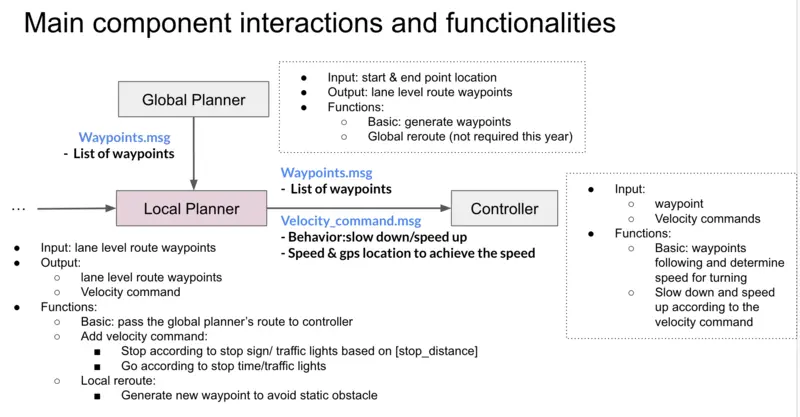 Main component interactions and functionalities
Global Planner
● Input: start & end point location
● Output: lane level route waypoints
● Functions:
○ Basic: generate waypoints
○ Global reroute (not required this year)
Waypoints.msg
- List of waypoints
...
Local Planner
Waypoints.msg
- List of waypoints
Velocity_command.msg
- Behavior:slow down/speed up
- Speed & gps location to achieve the speed
Controller
● Input:
○ waypoint
○ Velocity commands
● Functions:
○ Basic: waypoints
following and determine
speed for turning
○ Slow down and speed
up according to the
velocity command
● Input: lane level route waypoints
● Output:
○ lane level route waypoints
○ Velocity command
● Functions:
○ Basic: pass the global planner's route to controller
○ Add velocity command:
■ Stop according to stop sign/ traffic lights based on [stop_distance]
■ Go according to stop time/traffic lights
○ Local reroute:
■ Generate new waypoint to avoid static obstacle